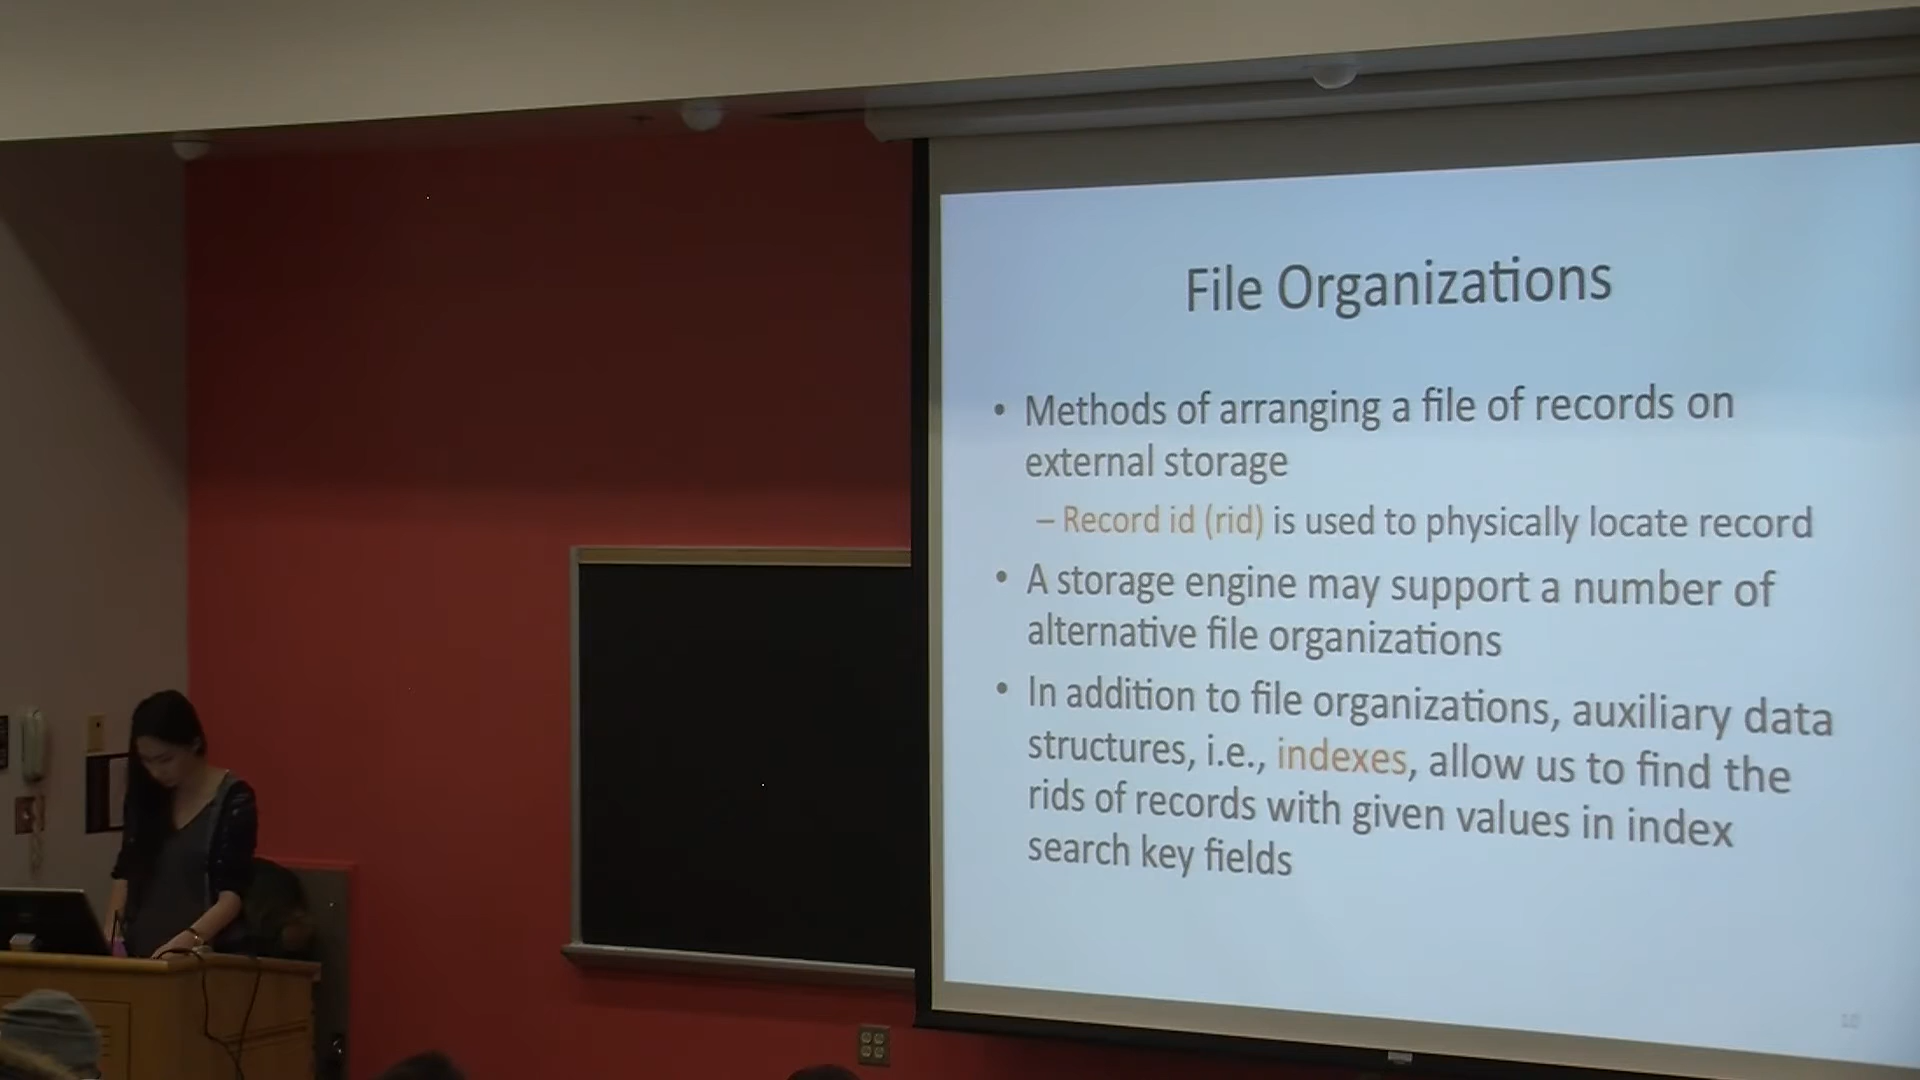 File Organizations
• Methods of arranging a file of records on
external storage
– Record id (rid) is used to physically locate record
• A storage engine may support a number of
alternative file organizations
• In addition to file organizations, auxiliary data
structures, i.e., indexes, allow us to find the
rids of records with given values in index
search key fields